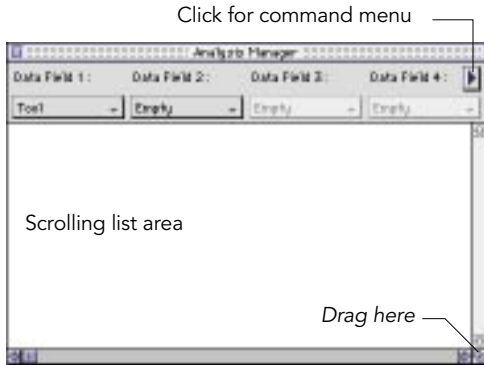 Click for command menu
Analysis Manager
Data Field 1: Data Field 2: Data Field 3: Data Field 4:
Tool Empty Empty Empty
Scrolling list area
Drag here